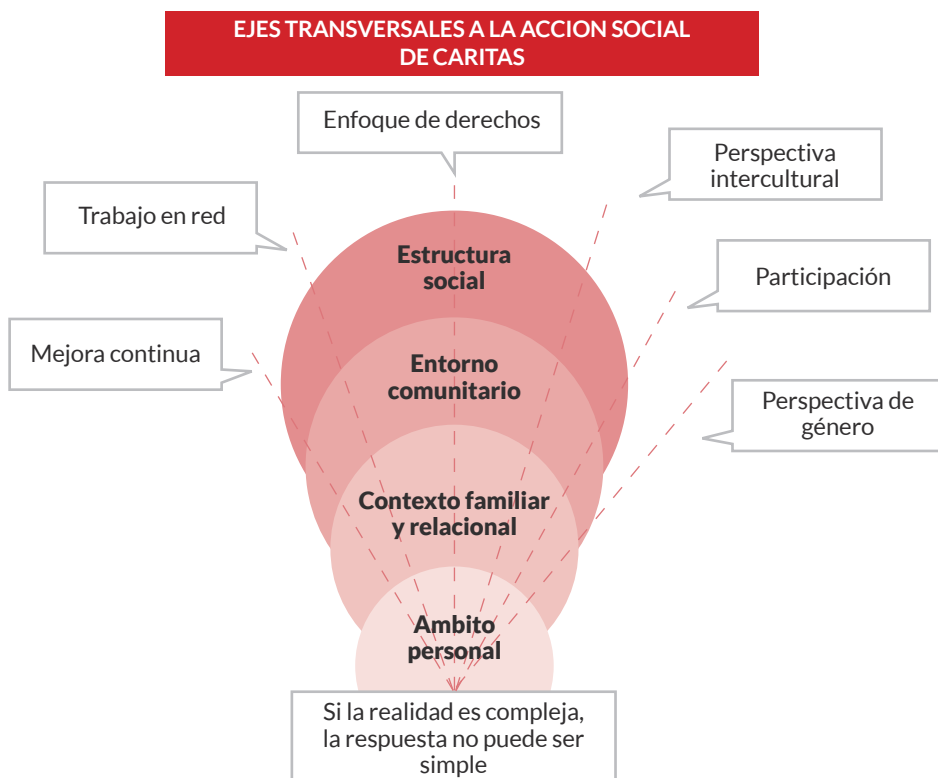 EJES TRANSVERSALES A LA ACCION SOCIAL
DE CARITAS
Enfoque de derechos
Perspectiva
intercultural
Trabajo en red
Participación
Mejora continua
Perspectiva de
género
Estructura
social
Entorno
comunitario
Contexto familiar
y relacional
Ambito
personal
Si la realidad es compleja,
la respuesta no puede ser
simple